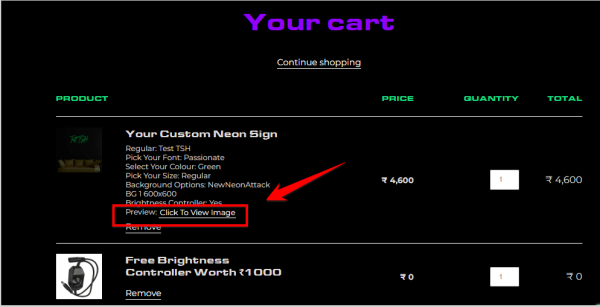 Your cart
Continue shopping
PRODUCT PRICE QUANTITY TOTAL
Your Custom Neon Sign
Regular: Test TSH
Pick Your Font: Passionate
Select Your Colour: Green
Pick Your Size: Regular
₹ 4,600 1 ₹ 4,600
Background Options: NewNeonAttack
BG 1 600x600
Brightness Controller: Yes
Preview: Click To View Image
Remove
Free Brightness
Controller Worth ₹1000
₹ 0 1 ₹ 0
Remove